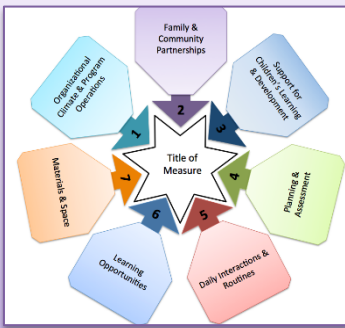 Family &
Community
Partnerships
2
Organizational
Climate & Program
Operations
1
Support for
Children's Learning
& Development
3
Title of
Measure
Materials & Space
7
Planning &
Assessment
4
Learning
Opportunities
6
Daily Interactions &
Routines
5